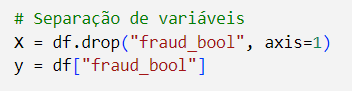 # Separação de variáveis
X = df.drop("fraud_bool", axis=1)
y = df["fraud_bool"]